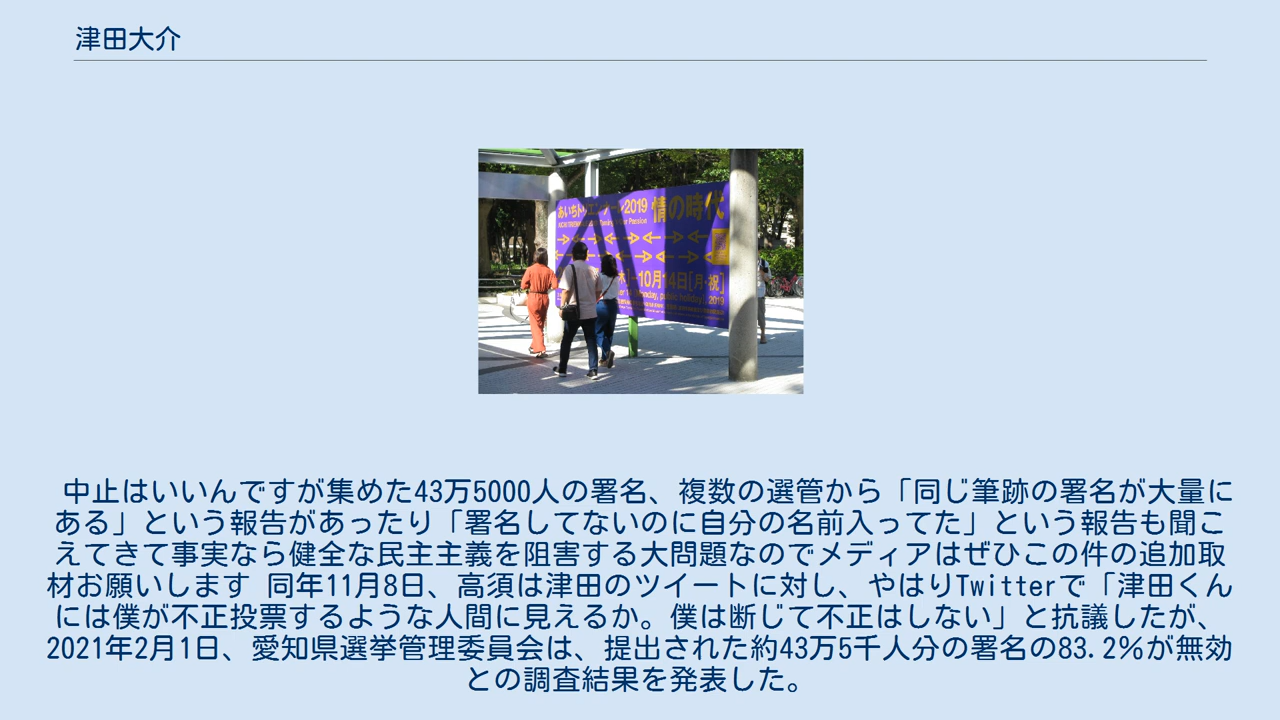 津田大介
あいちトリエンナーレ2019 情の時代
10月14日[月・祝]
2019
中止はいいんですが集めた43万5000人の署名、複数の選管から「同じ筆跡の署名が大量に
ある」という報告があったり「署名してないのに自分の名前入ってた」という報告も聞こ
えてきて事実なら健全な民主主義を阻害する大問題なのでメディアはぜひこの件の追加取
材お願いします 同年11月8日、高須は津田のツイートに対し、やはりTwitterで「津田くん
には僕が不正投票するような人間に見えるか。僕は断じて不正はしない」と抗議したが、
2021年2月1日、愛知県選挙管理委員会は、提出された約43万5千人分の署名の83.2％が無効
との調査結果を発表した。